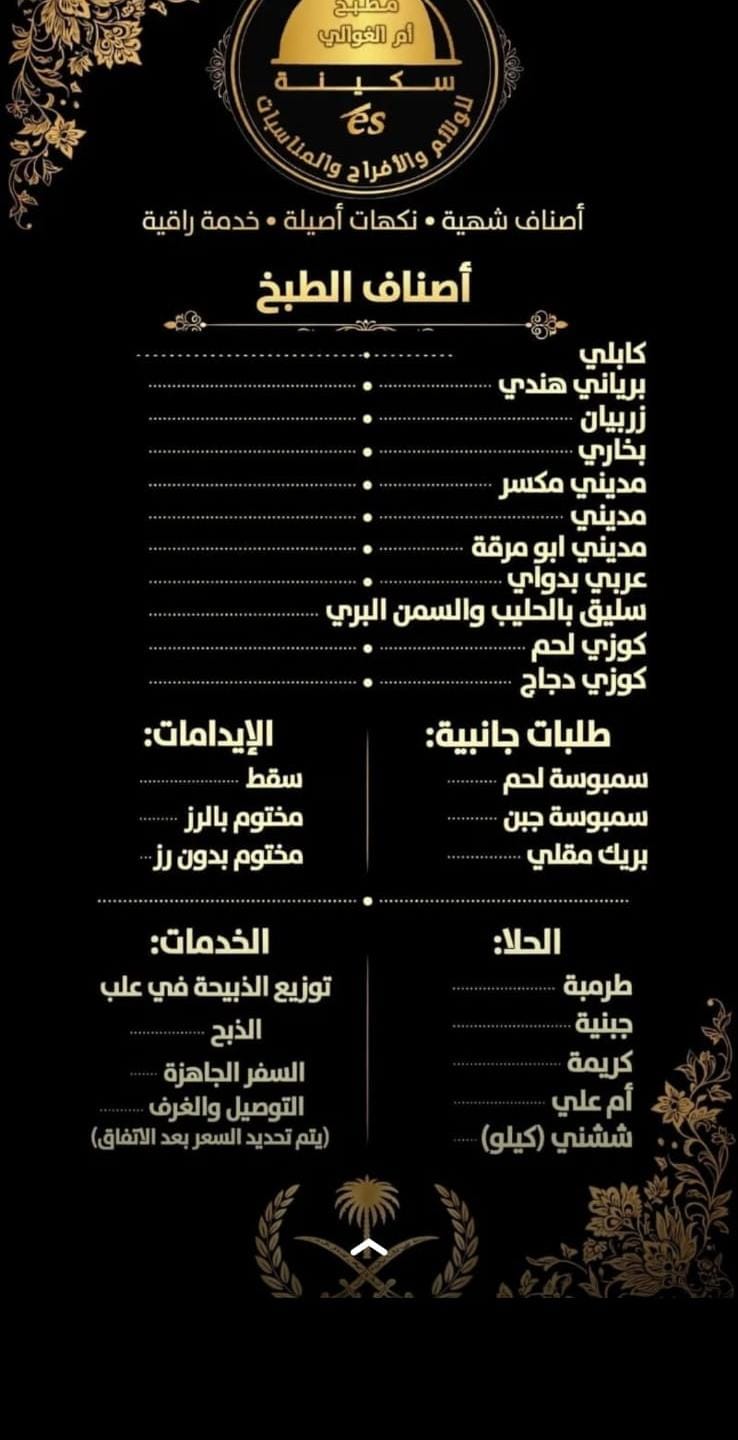 مطبخ
أم الغوالي
سكينة
es
للولائم والأفراح والمناسبات
أصناف شهية • نكهات أصيلة • خدمة راقية
أصناف الطبخ
كابلي
برياني هندي
زربيان
بخاري
مديني مكسر
مديني
مديني ابو مرقة
عربي بدواي
سليق بالحليب والسمن البري
كوزي لحم
كوزي دجاج
طلبات جانبية:
سمبوسة لحم
سمبوسة جبن
بريك مقلي
الإيدامات:
سقط
مختوم بالرز
مختوم بدون رز
الحلا:
طرمبة
جبنية
كريمة
أم علي
ششني (كيلو)
الخدمات:
توزيع الذبيحة في علب
الذبح
السفر الجاهزة
التوصيل والغرف
(يتم تحديد السعر بعد الاتفاق)